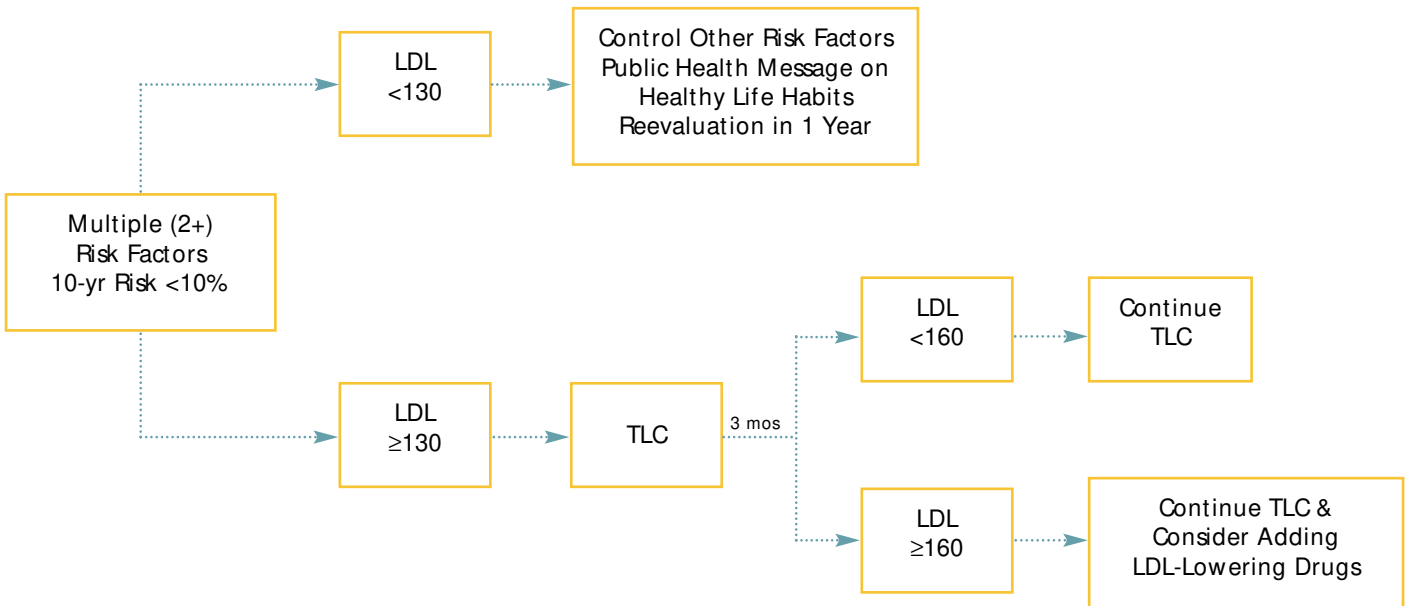 LDL
<130
Control Other Risk Factors
Public Health Message on
Healthy Life Habits
Reevaluation in 1 Year
Multiple (2+)
Risk Factors
10-yr Risk <10%
LDL
≥130
TLC
3 mos
LDL
<160
Continue
TLC
LDL
≥160
Continue TLC &
Consider Adding
LDL-Lowering Drugs